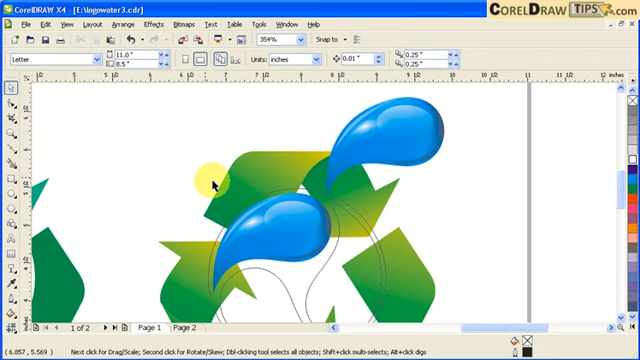 CorelDRAW X4 - [E:\logowater3.cdr]
CORELDRAW TIPS.com
File Edit View Layout Arrange Effects Bitmaps Text Table Tools Window Help
354% Snap to
Letter 11.0 " 8.5 " Units: inches 0.01 " 0.25 " 0.25 "
inches
1 of 2 Page 1 Page 2
(6.857, 5.569) Next click for Drag/Scale; Second click for Rotate/Skew; Dbl-clicking tool selects all objects; Shift+click multi-selects; Alt+click digs